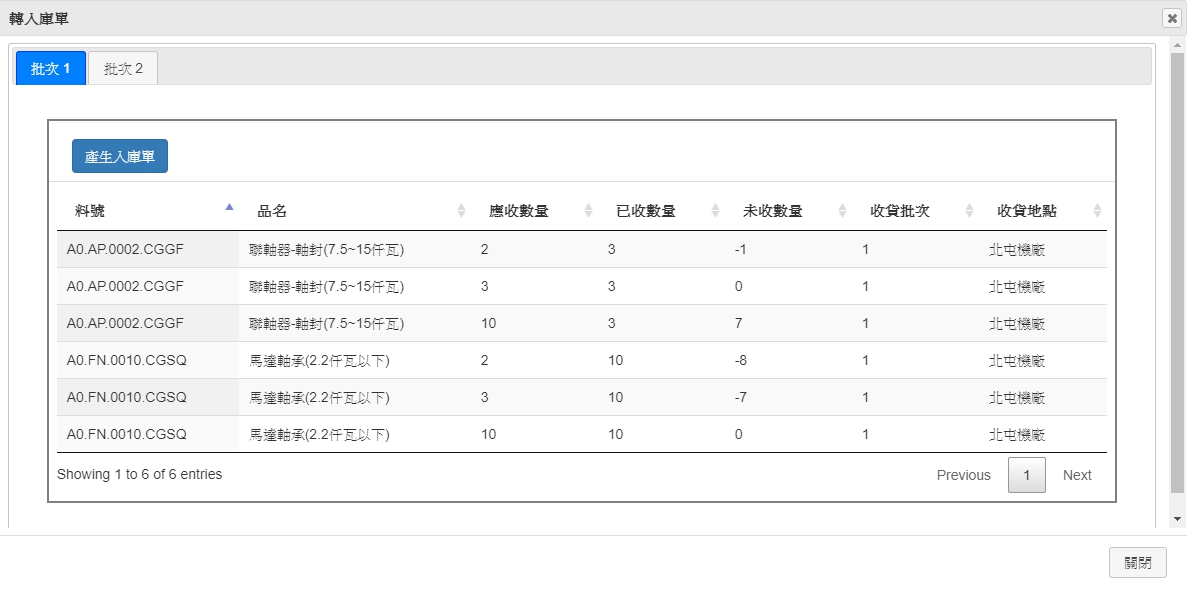 轉入庫單
批次 1 批次 2
產生入庫單
料號 品名 應收數量 已收數量 未收數量 收貨批次 收貨地點
A0.AP.0002.CGGF 聯軸器-軸封(7.5~15仟瓦) 2 3 -1 1 北屯機廠
A0.AP.0002.CGGF 聯軸器-軸封(7.5~15仟瓦) 3 3 0 1 北屯機廠
A0.AP.0002.CGGF 聯軸器-軸封(7.5~15仟瓦) 10 3 7 1 北屯機廠
A0.FN.0010.CGSQ 馬達軸承(2.2仟瓦以下) 2 10 -8 1 北屯機廠
A0.FN.0010.CGSQ 馬達軸承(2.2仟瓦以下) 3 10 -7 1 北屯機廠
A0.FN.0010.CGSQ 馬達軸承(2.2仟瓦以下) 10 10 0 1 北屯機廠
Showing 1 to 6 of 6 entries Previous 1 Next
關閉